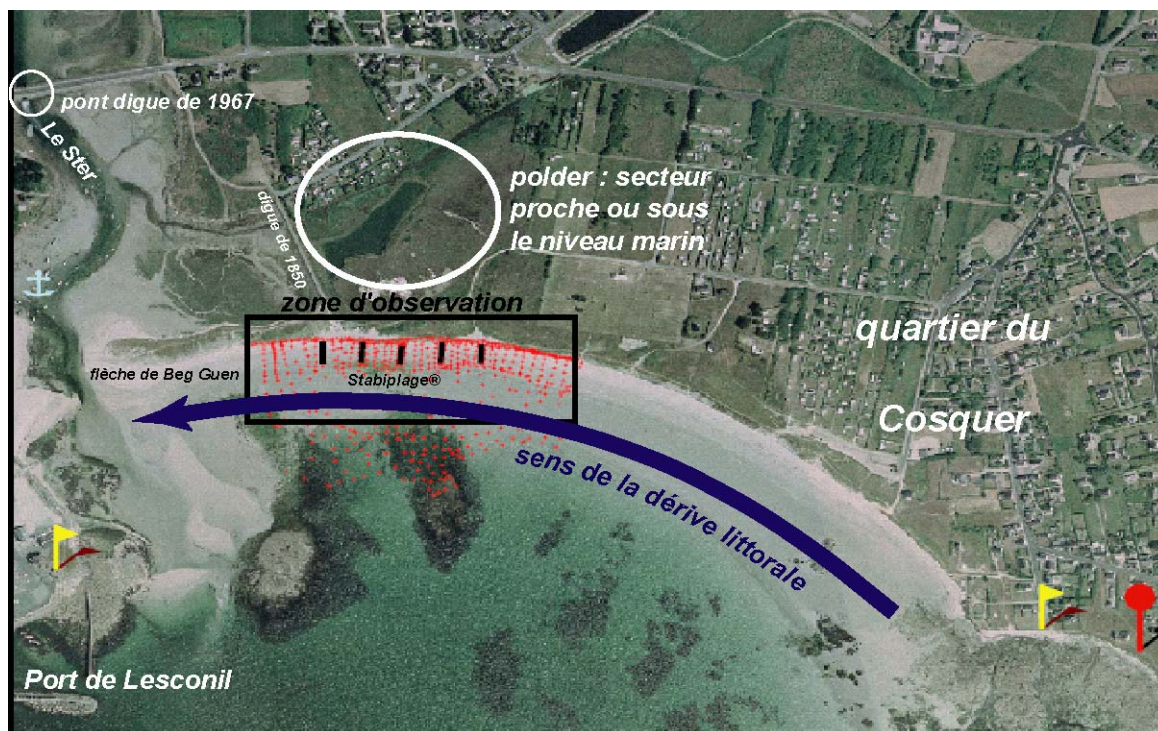 pont digue de 1967
Le Ster
polder : secteur
proche ou sous
le niveau marin
digue de 1850
zone d'observation
quartier du
Cosquer
flèche de Beg Guen
Stabiplage®
sens de la dérive littorale
Port de Lesconil